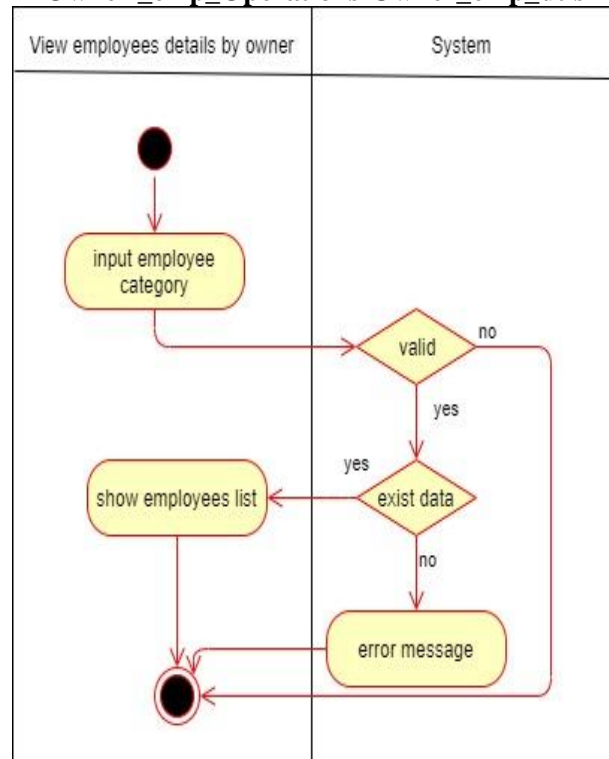 View employees details by owner
System
input employee
category
valid
no
yes
yes
show employees list
exist data
no
error message